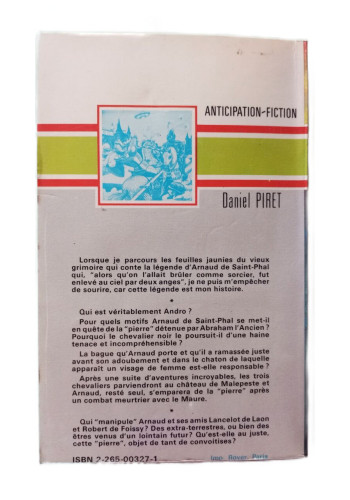 ANTICIPATION-FICTION
Daniel PIRET
Lorsque je parcours les feuilles jaunies du vieux
grimoire qui conte la légende d'Arnaud de Saint-Phal
qui, "alors qu'on l'allait brûler comme sorcier, fut
enlevé au ciel par deux anges", je ne puis m'empêcher
de sourire, car cette légende est mon histoire.
*
Qui est véritablement Andro ?
Pour quels motifs Arnaud de Saint-Phal se met-il
en quête de la "pierre" détenue par Abraham l'Ancien ?
Pourquoi le chevalier noir le poursuit-il d'une haine
tenace et incompréhensible ?
La bague qu'Arnaud porte et qu'il a ramassée juste
avant son adoubement et dans le chaton de laquelle
apparaît un visage de femme est-elle responsable ?
Après une suite d'aventures incroyables, les trois
chevaliers parviendront au château de Malepeste et
Arnaud, resté seul, s'emparera de la "pierre" après
un combat meurtrier avec le Maure.
*
Qui "manipule" Arnaud et ses amis Lancelot de Laon
et Robert de Foissy? Des extra-terrestres, ou bien des
êtres venus d'un lointain futur? Qu'est-elle au juste,
cette "pierre", objet de tant de convoitises?
ISBN 2-265-00327-1